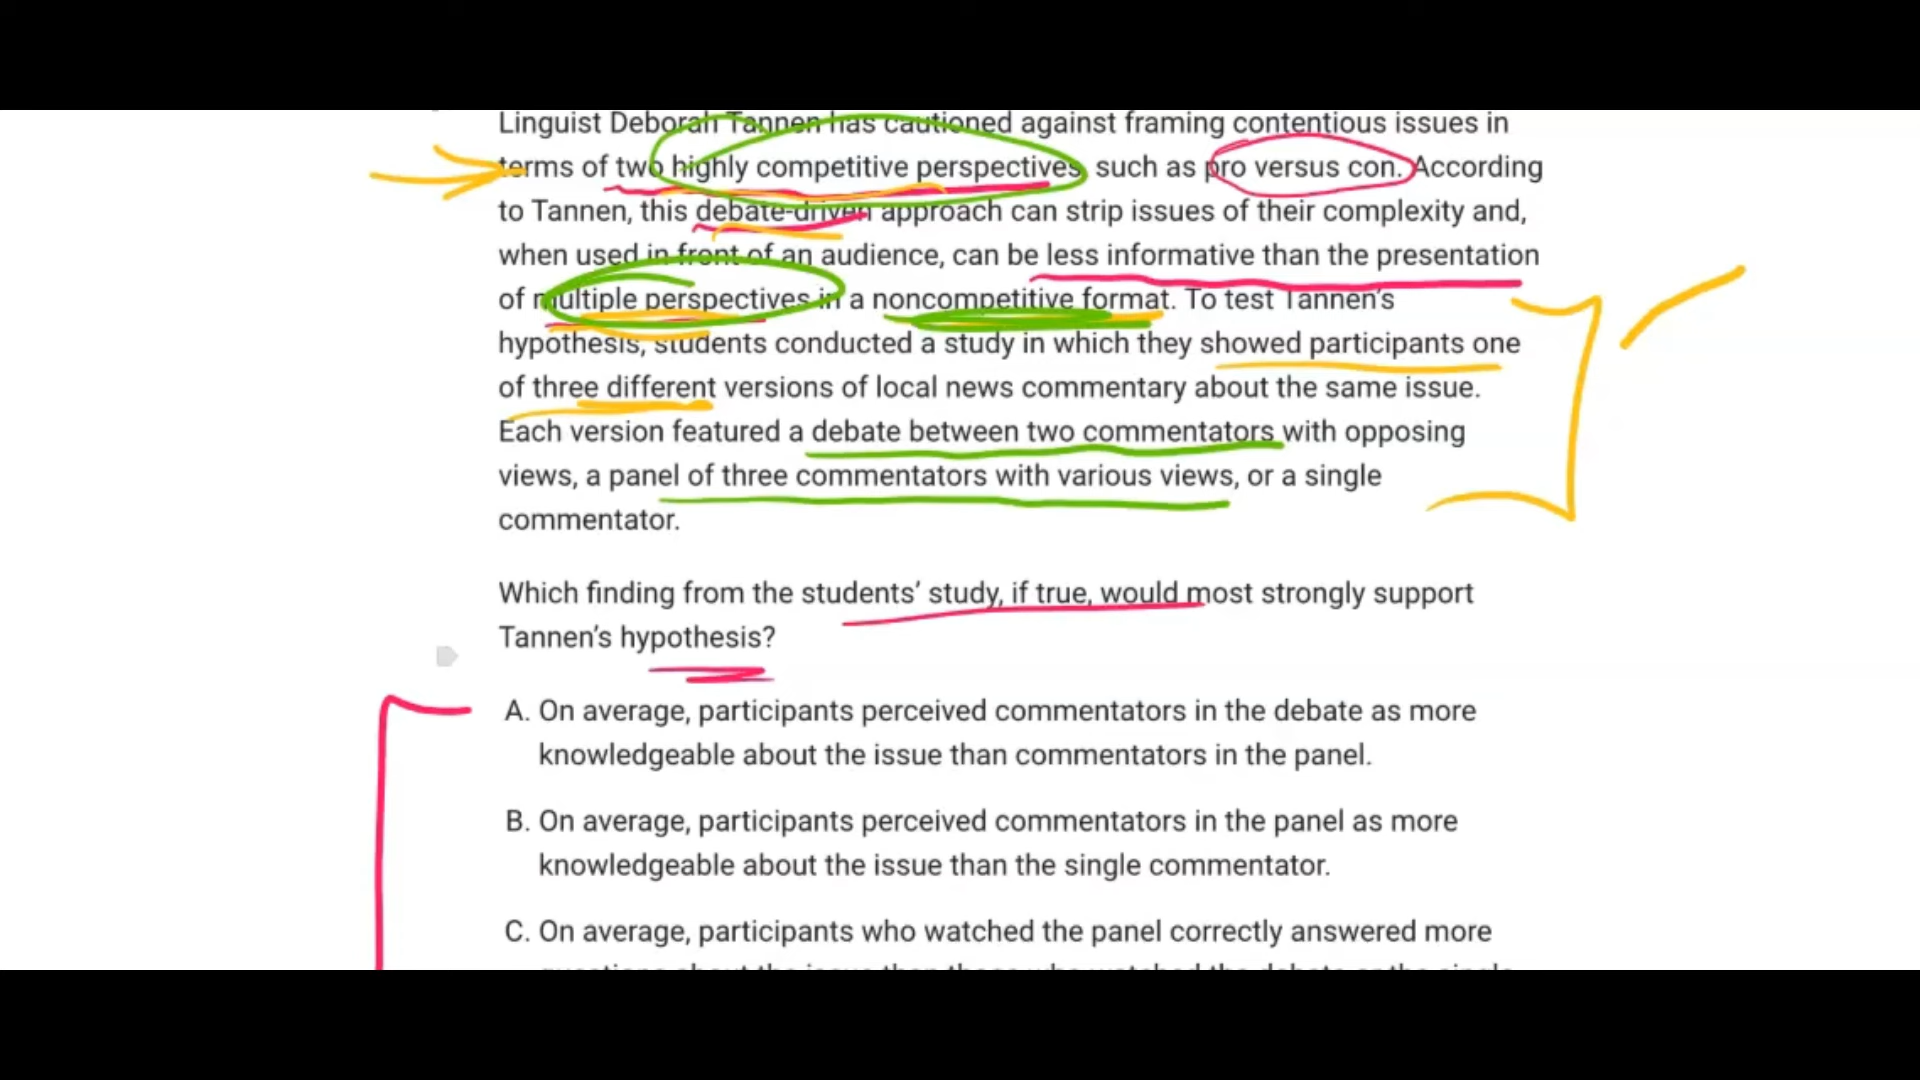 Linguist Deborah Tannen has cautioned against framing contentious issues in
terms of two highly competitive perspectives, such as pro versus con. According
to Tannen, this debate-driven approach can strip issues of their complexity and,
when used in front of an audience, can be less informative than the presentation
of multiple perspectives in a noncompetitive format. To test Tannen's
hypothesis, students conducted a study in which they showed participants one
of three different versions of local news commentary about the same issue.
Each version featured a debate between two commentators with opposing
views, a panel of three commentators with various views, or a single
commentator.
Which finding from the students' study, if true, would most strongly support
Tannen's hypothesis?
A. On average, participants perceived commentators in the debate as more
knowledgeable about the issue than commentators in the panel.
B. On average, participants perceived commentators in the panel as more
knowledgeable about the issue than the single commentator.
C. On average, participants who watched the panel correctly answered more